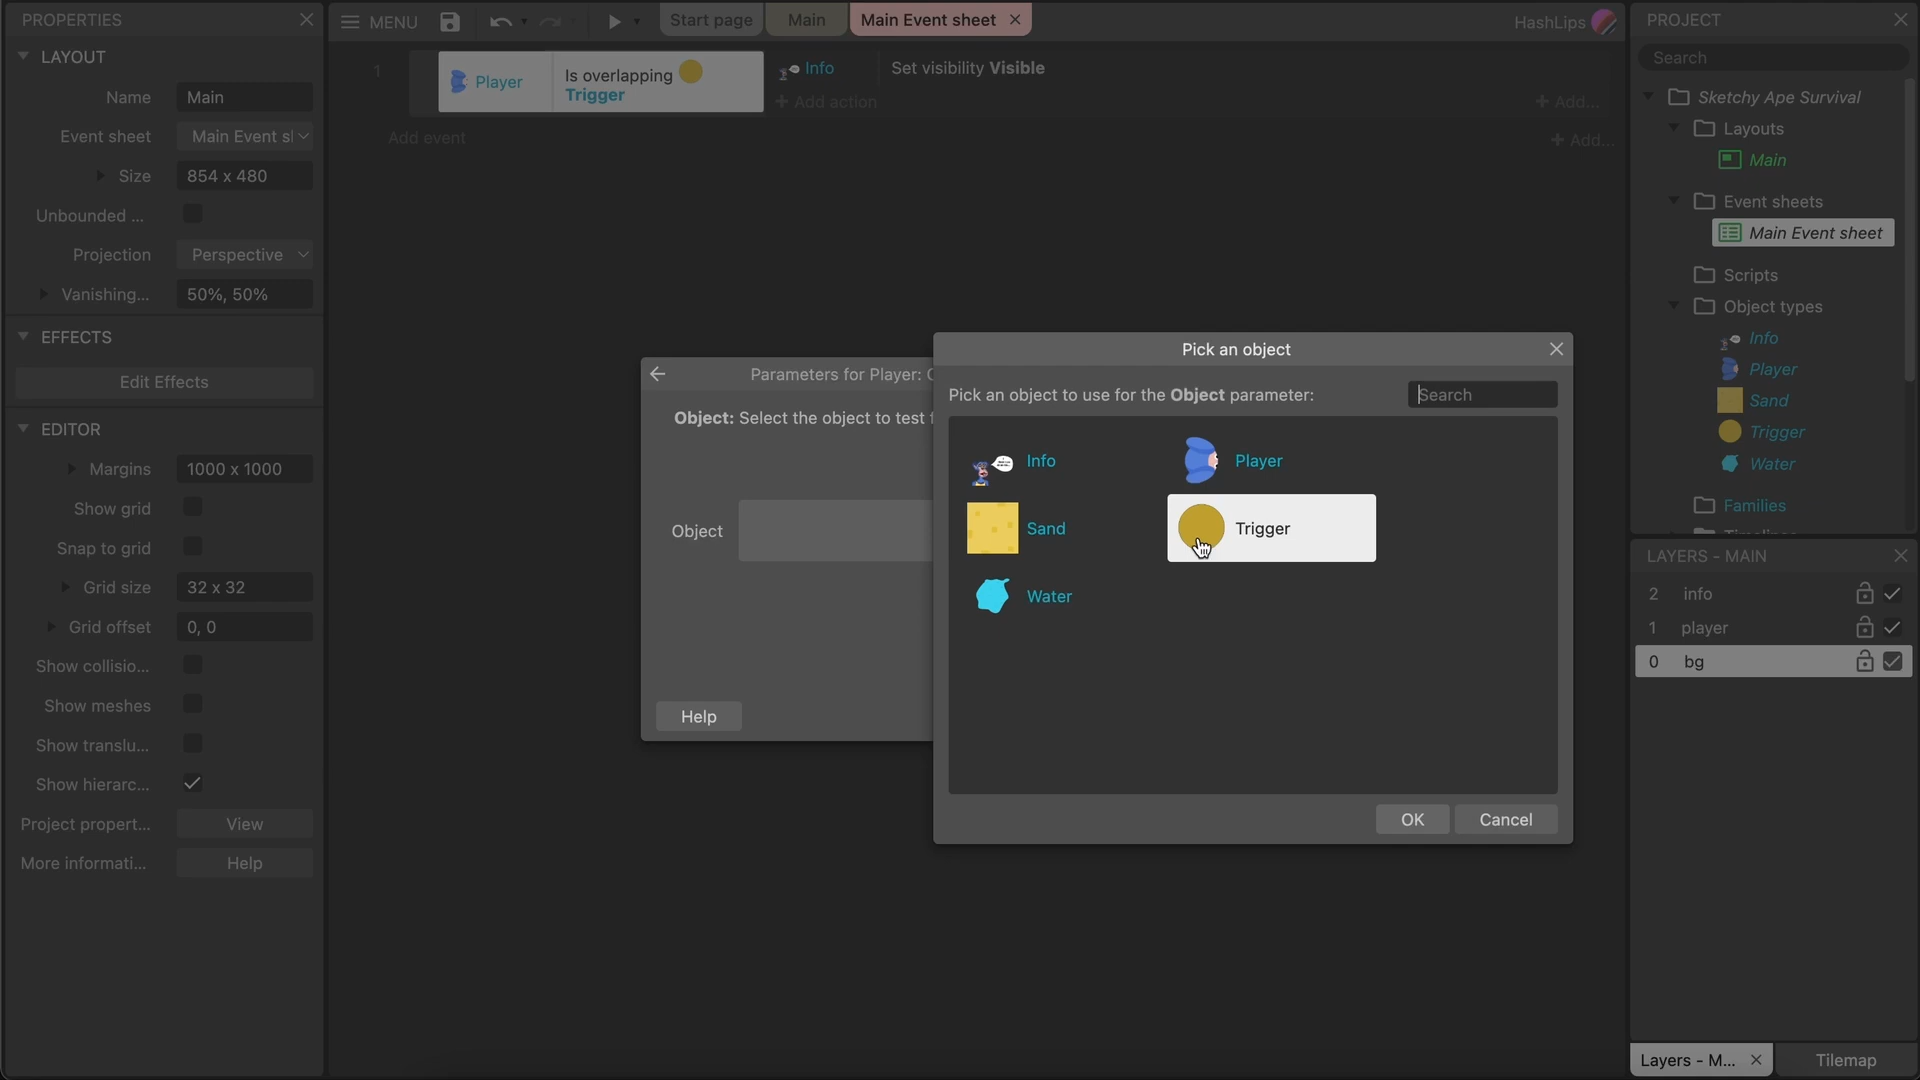 PROPERTIES
LAYOUT
Name Main
Event sheet Main Event sl
Size 854 x 480
Unbounded ...
Projection Perspective
Vanishing... 50%, 50%
EFFECTS
Edit Effects
EDITOR
Margins 1000 x 1000
Show grid
Snap to grid
Grid size 32 x 32
Grid offset 0, 0
Show collisio...
Show meshes
Show translu...
Show hierarc...
Project propert... View
More informati... Help
MENU
Start page
Main
Main Event sheet
HashLips
1
Player
Is overlapping
Trigger
Info
Set visibility Visible
+ Add action
+ Add...
Add event
+ Add...
Parameters for Player:
Object: Select the object to test
Object
Help
Pick an object
Pick an object to use for the Object parameter:
Search
Info
Player
Sand
Trigger
Water
OK
Cancel
PROJECT
Search
Sketchy Ape Survival
Layouts
Main
Event sheets
Main Event sheet
Scripts
Object types
Info
Player
Sand
Trigger
Water
Families
LAYERS - MAIN
2 info
1 player
0 bg
Layers - M...
Tilemap